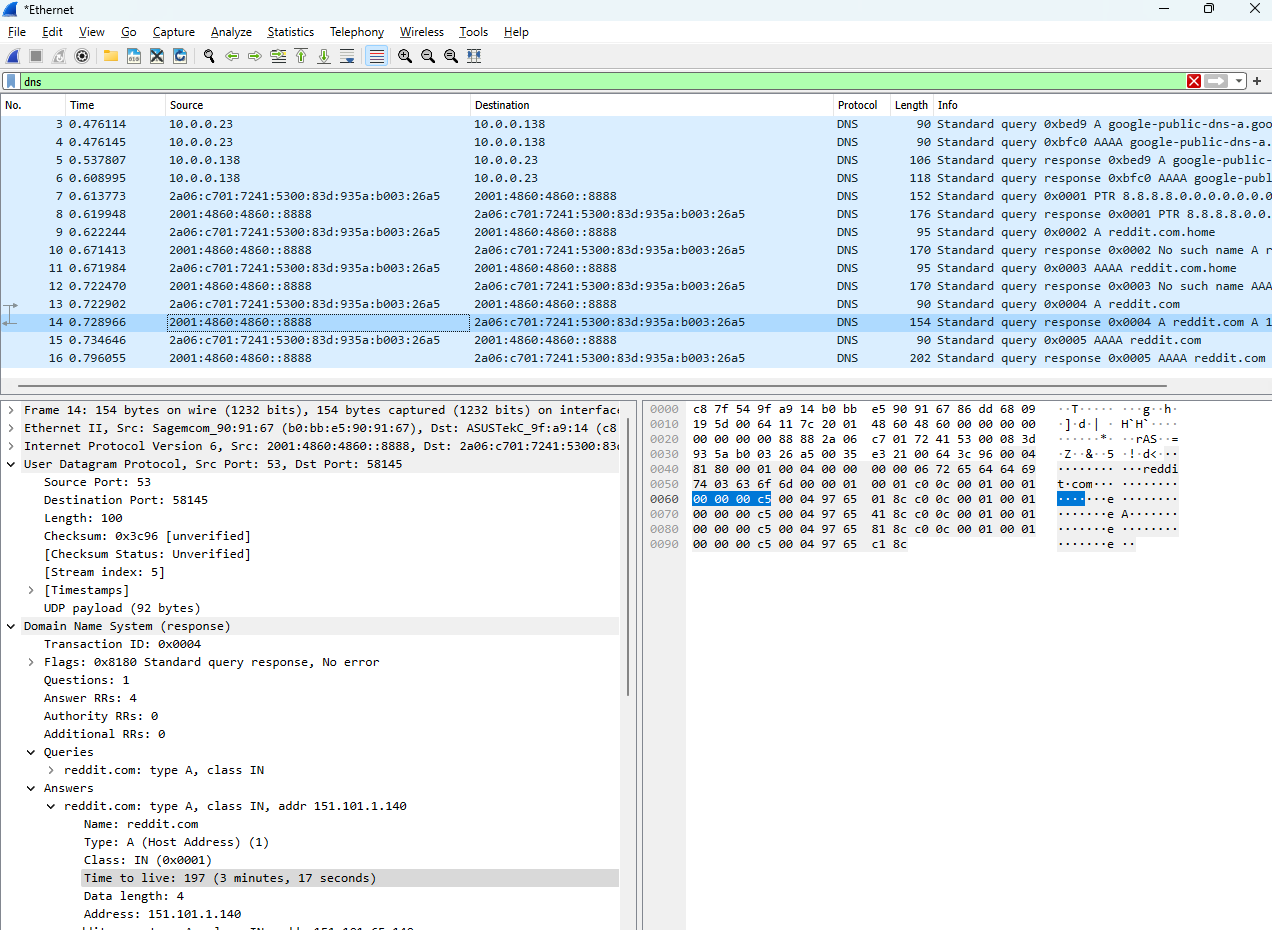 *Ethernet
File Edit View Go Capture Analyze Statistics Telephony Wireless Tools Help
dns
No. Time Source Destination Protocol Length Info
3 0.476114 10.0.0.23 10.0.0.138 DNS 90 Standard query 0xbed9 A google-public-dns-a.goo
4 0.476145 10.0.0.23 10.0.0.138 DNS 90 Standard query 0xbfc0 AAAA google-public-dns-a.
5 0.537807 10.0.0.138 10.0.0.23 DNS 106 Standard query response 0xbed9 A google-public-
6 0.608995 10.0.0.138 10.0.0.23 DNS 118 Standard query response 0xbfc0 AAAA google-publ
7 0.613773 2a06:c701:7241:5300:83d:935a:b003:26a5 2001:4860:4860::8888 DNS 152 Standard query 0x0001 PTR 8.8.8.8.0.0.0.0.0.0.0
8 0.619948 2001:4860:4860::8888 2a06:c701:7241:5300:83d:935a:b003:26a5 DNS 176 Standard query response 0x0001 PTR 8.8.8.8.0.0.
9 0.622244 2a06:c701:7241:5300:83d:935a:b003:26a5 2001:4860:4860::8888 DNS 95 Standard query 0x0002 A reddit.com.home
10 0.671413 2001:4860:4860::8888 2a06:c701:7241:5300:83d:935a:b003:26a5 DNS 170 Standard query response 0x0002 No such name A r
11 0.671984 2a06:c701:7241:5300:83d:935a:b003:26a5 2001:4860:4860::8888 DNS 95 Standard query 0x0003 AAAA reddit.com.home
12 0.722470 2001:4860:4860::8888 2a06:c701:7241:5300:83d:935a:b003:26a5 DNS 170 Standard query response 0x0003 No such name AAA
13 0.722902 2a06:c701:7241:5300:83d:935a:b003:26a5 2001:4860:4860::8888 DNS 90 Standard query 0x0004 A reddit.com
14 0.728966 2001:4860:4860::8888 2a06:c701:7241:5300:83d:935a:b003:26a5 DNS 154 Standard query response 0x0004 A reddit.com A 1
15 0.734646 2a06:c701:7241:5300:83d:935a:b003:26a5 2001:4860:4860::8888 DNS 90 Standard query 0x0005 AAAA reddit.com
16 0.796055 2001:4860:4860::8888 2a06:c701:7241:5300:83d:935a:b003:26a5 DNS 202 Standard query response 0x0005 AAAA reddit.com
Frame 14: 154 bytes on wire (1232 bits), 154 bytes captured (1232 bits) on interface
Ethernet II, Src: Sagemcom_90:91:67 (b0:bb:e5:90:91:67), Dst: ASUSTekC_9f:a9:14 (c8
Internet Protocol Version 6, Src: 2001:4860:4860::8888, Dst: 2a06:c701:7241:5300:83d
User Datagram Protocol, Src Port: 53, Dst Port: 58145
Source Port: 53
Destination Port: 58145
Length: 100
Checksum: 0x3c96 [unverified]
[Checksum Status: Unverified]
[Stream index: 5]
[Timestamps]
UDP payload (92 bytes)
Domain Name System (response)
Transaction ID: 0x0004
Flags: 0x8180 Standard query response, No error
Questions: 1
Answer RRs: 4
Authority RRs: 0
Additional RRs: 0
Queries
reddit.com: type A, class IN
Answers
reddit.com: type A, class IN, addr 151.101.1.140
Name: reddit.com
Type: A (Host Address) (1)
Class: IN (0x0001)
Time to live: 197 (3 minutes, 17 seconds)
Data length: 4
Address: 151.101.1.140
0000 c8 7f 54 9f a9 14 b0 bb e5 90 91 67 86 dd 68 09 ··T····· ···g··h·
0010 19 5d 00 64 11 7c 20 01 48 60 48 60 00 00 00 00 ·]·d·| · H`H`····
0020 00 00 00 00 88 88 2a 06 c7 01 72 41 53 00 08 3d ······*· ··rAS··=
0030 93 5a b0 03 26 a5 00 35 e3 21 00 64 3c 96 00 04 ·Z··&··5 ·!·d<···
0040 81 80 00 01 00 04 00 00 00 00 06 72 65 64 64 69 ········ ···reddi
0050 74 03 63 6f 6d 00 00 01 00 01 c0 0c 00 01 00 01 t·com··· ········
0060 00 00 00 c5 00 04 97 65 01 8c c0 0c 00 01 00 01 ·······e ········
0070 00 00 00 c5 00 04 97 65 41 8c c0 0c 00 01 00 01 ·······e A·······
0080 00 00 00 c5 00 04 97 65 81 8c c0 0c 00 01 00 01 ·······e ········
0090 00 00 00 c5 00 04 97 65 c1 8c ·······e ··